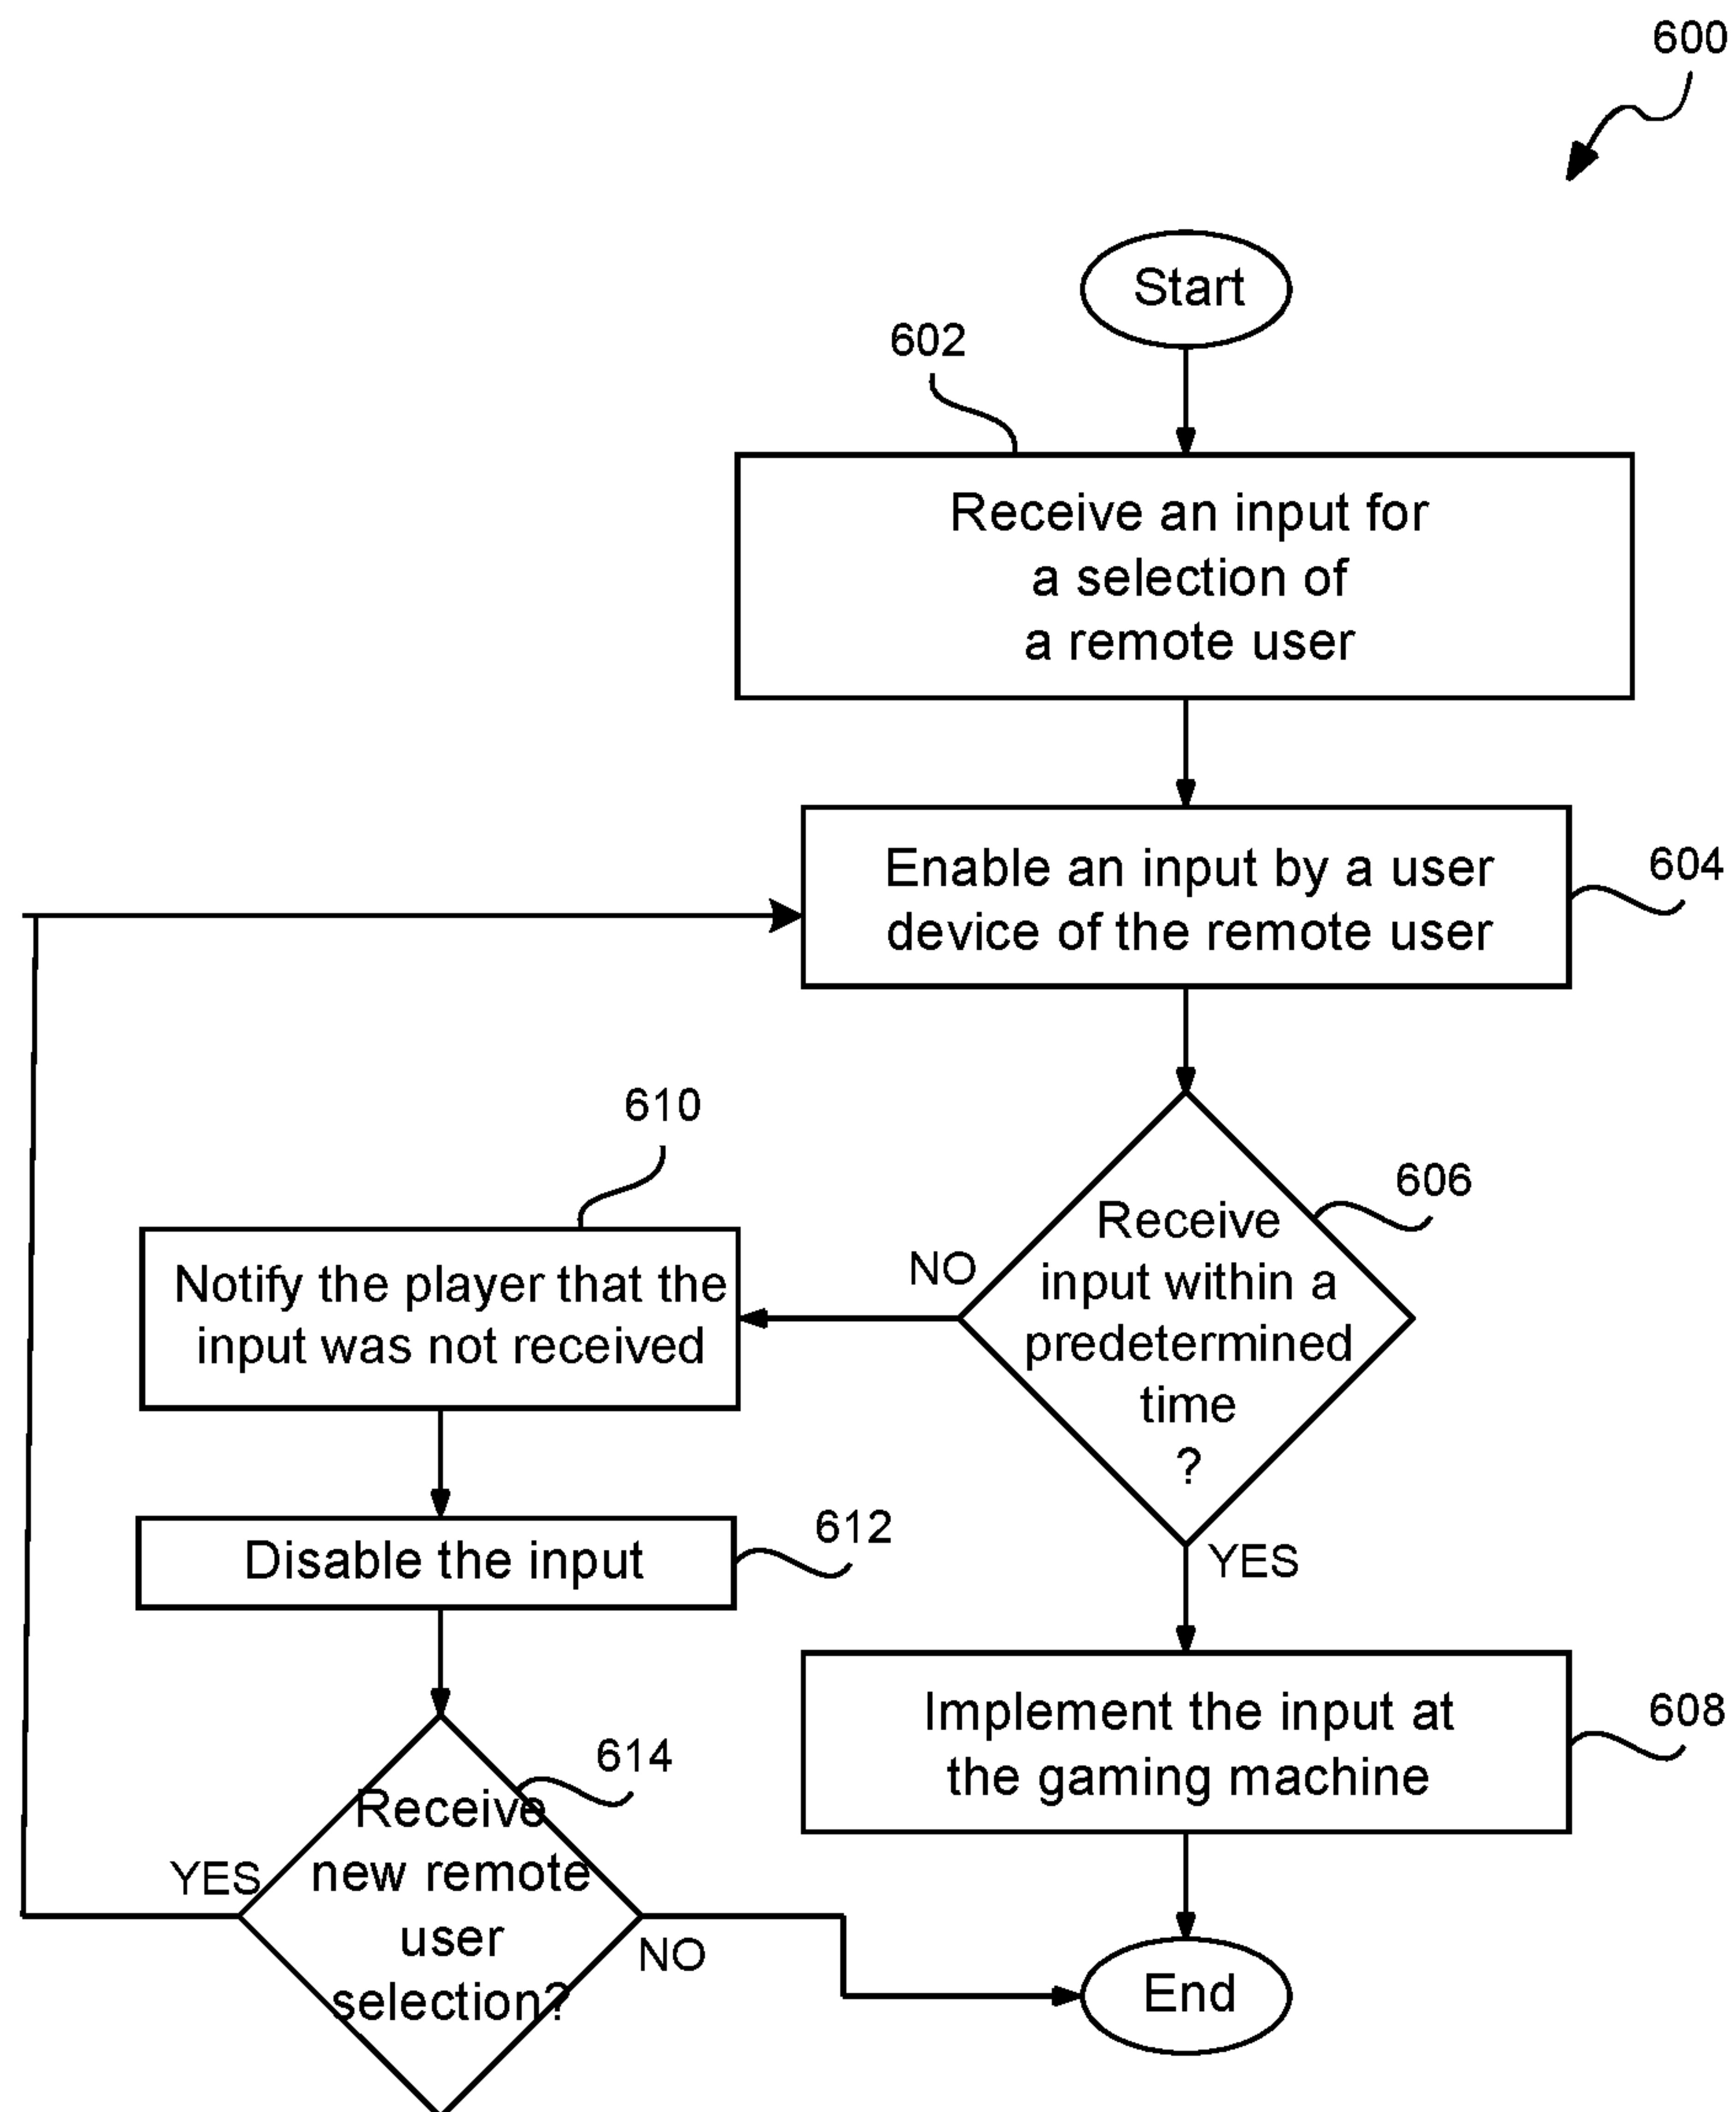 600
Start
602
Receive an input for
a selection of
a remote user
604
Enable an input by a user
device of the remote user
606
Receive
input within a
predetermined
time
?
NO
YES
610
Notify the player that the
input was not received
612
Disable the input
608
Implement the input at
the gaming machine
614
Receive
new remote
user
selection?
YES
NO
End